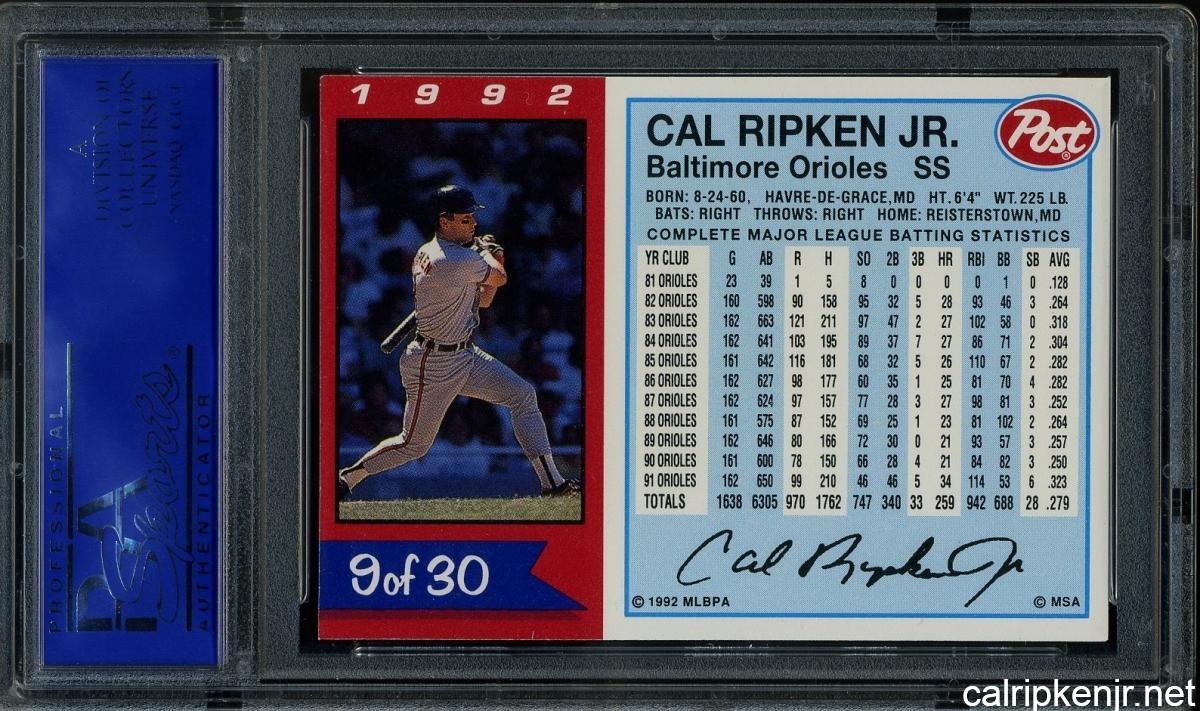 A
DIVISION OF
COLLECTORS
UNIVERSE
NASDAQ CLCT
PROFESSIONAL
PSA
Sports
AUTHENTICATOR
1992
9 of 30
CAL RIPKEN JR.
Post
Baltimore Orioles SS
BORN: 8-24-60, HAVRE-DE-GRACE,MD HT. 6'4" WT. 225 LB.
BATS: RIGHT THROWS: RIGHT HOME: REISTERSTOWN,MD
COMPLETE MAJOR LEAGUE BATTING STATISTICS
YR CLUB G AB R H SO 2B 3B HR RBI BB SB AVG
81 ORIOLES 23 39 1 5 8 0 0 0 0 1 0 .128
82 ORIOLES 160 598 90 158 95 32 5 28 93 46 3 .264
83 ORIOLES 162 663 121 211 97 47 2 27 102 58 0 .318
84 ORIOLES 162 641 103 195 89 37 7 27 86 71 2 .304
85 ORIOLES 161 642 116 181 68 32 5 26 110 67 2 .282
86 ORIOLES 162 627 98 177 60 35 1 25 81 70 4 .282
87 ORIOLES 162 624 97 157 77 28 3 27 98 81 3 .252
88 ORIOLES 161 575 87 152 69 25 1 23 81 102 2 .264
89 ORIOLES 162 646 80 166 72 30 0 21 93 57 3 .257
90 ORIOLES 161 600 78 150 66 28 4 21 84 82 3 .250
91 ORIOLES 162 650 99 210 46 46 5 34 114 53 6 .323
TOTALS 1638 6305 970 1762 747 340 33 259 942 688 28 .279
Cal Ripken Jr
© 1992 MLBPA © MSA
calripkenjr.net